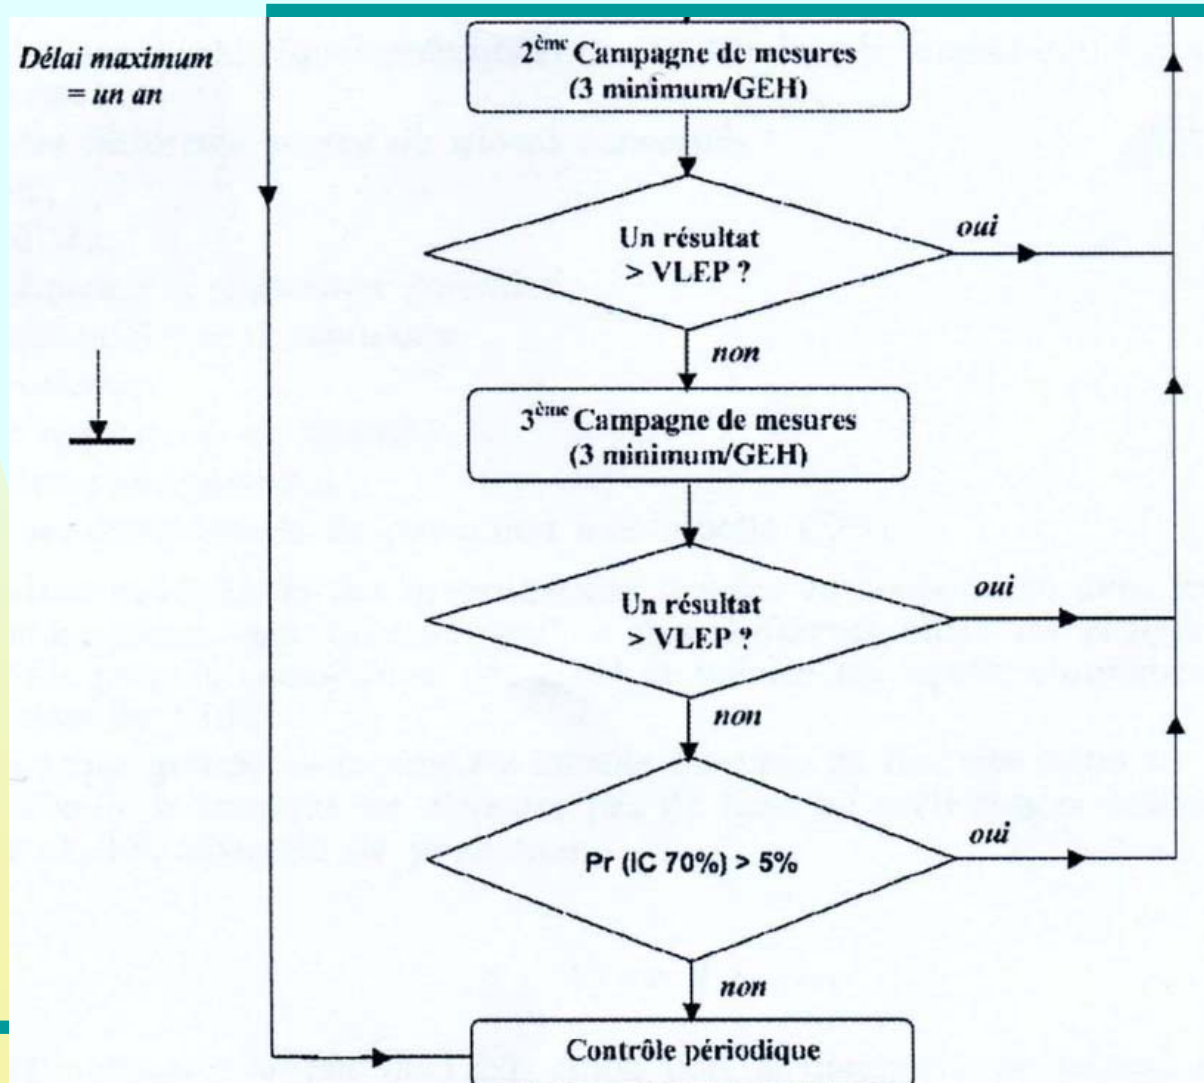 Délai maximum
= un an
2ème Campagne de mesures
(3 minimum/GEH)
Un résultat
> VLEP ?
oui
non
3ème Campagne de mesures
(3 minimum/GEH)
Un résultat
> VLEP ?
oui
non
Pr (IC 70%) > 5%
oui
non
Contrôle périodique